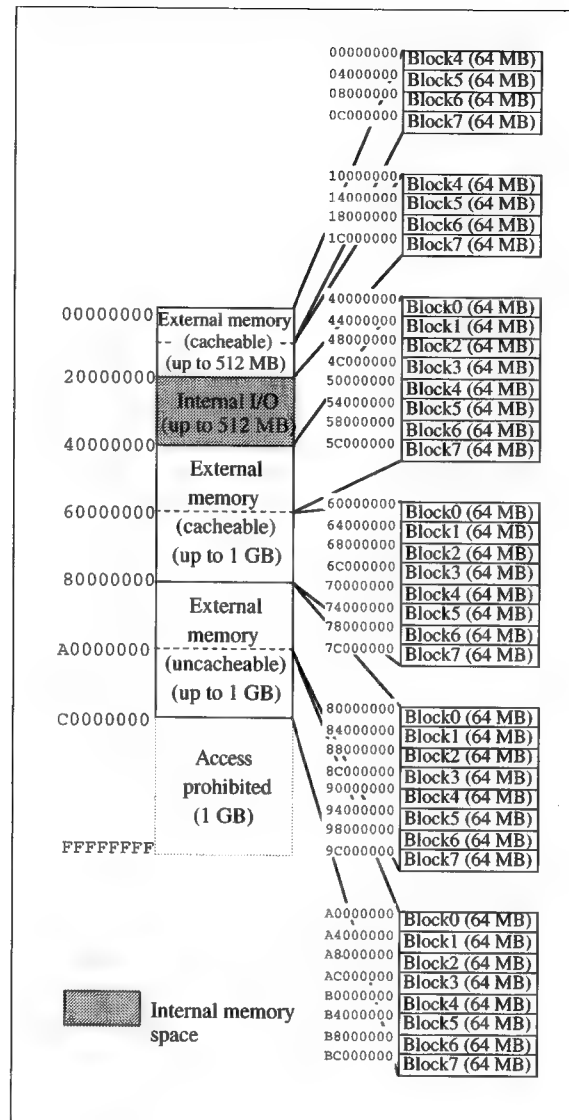 00000000 Block4 (64 MB)
04000000 Block5 (64 MB)
08000000 Block6 (64 MB)
0C000000 Block7 (64 MB)
10000000 Block4 (64 MB)
14000000 Block5 (64 MB)
18000000 Block6 (64 MB)
1C000000 Block7 (64 MB)
00000000
External memory
(cacheable)
(up to 512 MB)
20000000
Internal I/O
(up to 512 MB)
40000000
External
memory
60000000
(cacheable)
(up to 1 GB)
80000000
External
memory
A0000000
(uncacheable)
(up to 1 GB)
C0000000
Access
prohibited
(1 GB)
FFFFFFFF
40000000 Block0 (64 MB)
44000000 Block1 (64 MB)
48000000 Block2 (64 MB)
4C000000 Block3 (64 MB)
50000000 Block4 (64 MB)
54000000 Block5 (64 MB)
58000000 Block6 (64 MB)
5C000000 Block7 (64 MB)
60000000 Block0 (64 MB)
64000000 Block1 (64 MB)
68000000 Block2 (64 MB)
6C000000 Block3 (64 MB)
70000000 Block4 (64 MB)
74000000 Block5 (64 MB)
78000000 Block6 (64 MB)
7C000000 Block7 (64 MB)
80000000 Block0 (64 MB)
84000000 Block1 (64 MB)
88000000 Block2 (64 MB)
8C000000 Block3 (64 MB)
90000000 Block4 (64 MB)
94000000 Block5 (64 MB)
98000000 Block6 (64 MB)
9C000000 Block7 (64 MB)
A0000000 Block0 (64 MB)
A4000000 Block1 (64 MB)
A8000000 Block2 (64 MB)
AC000000 Block3 (64 MB)
B0000000 Block4 (64 MB)
B4000000 Block5 (64 MB)
B8000000 Block6 (64 MB)
BC000000 Block7 (64 MB)
Internal memory
space